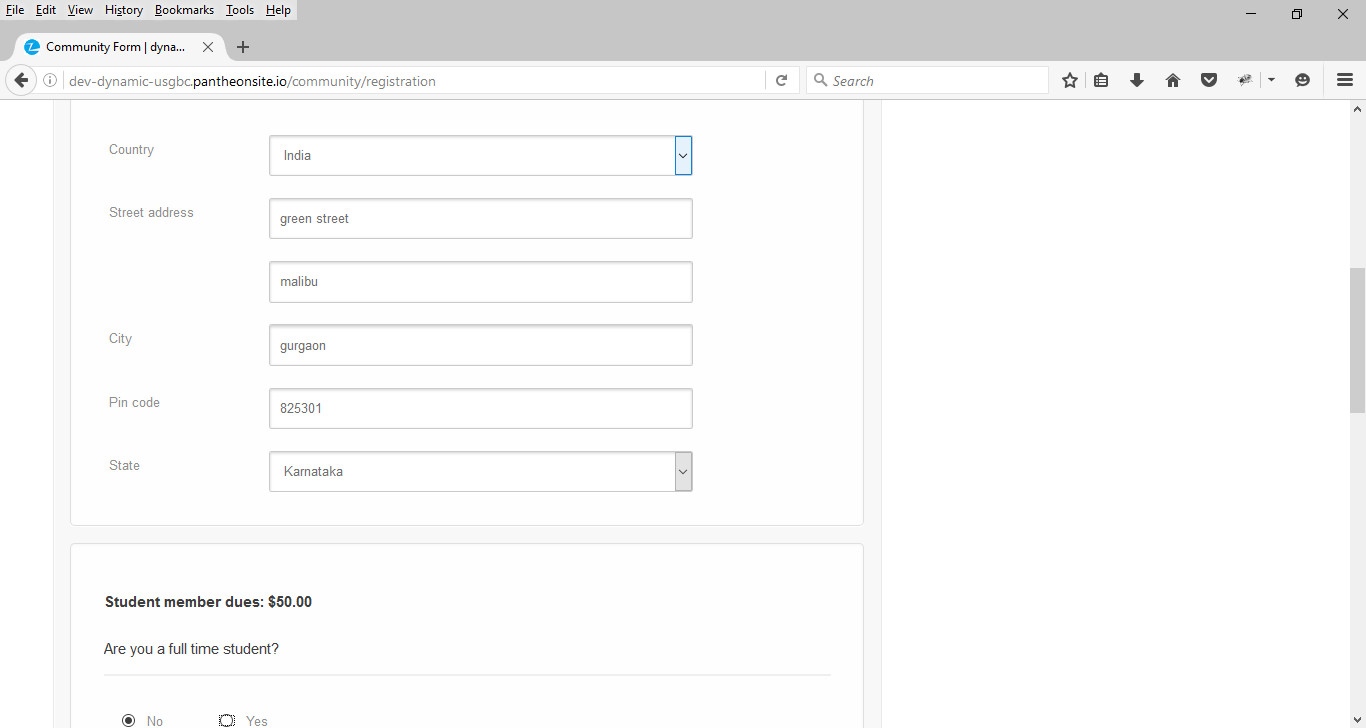 File Edit View History Bookmarks Tools Help
Community Form | dyna...
dev-dynamic-usgbc.pantheonsite.io/community/registration
Search
Country
India
Street address
green street
malibu
City
gurgaon
Pin code
825301
State
Karnataka
Student member dues: $50.00
Are you a full time student?
No Yes